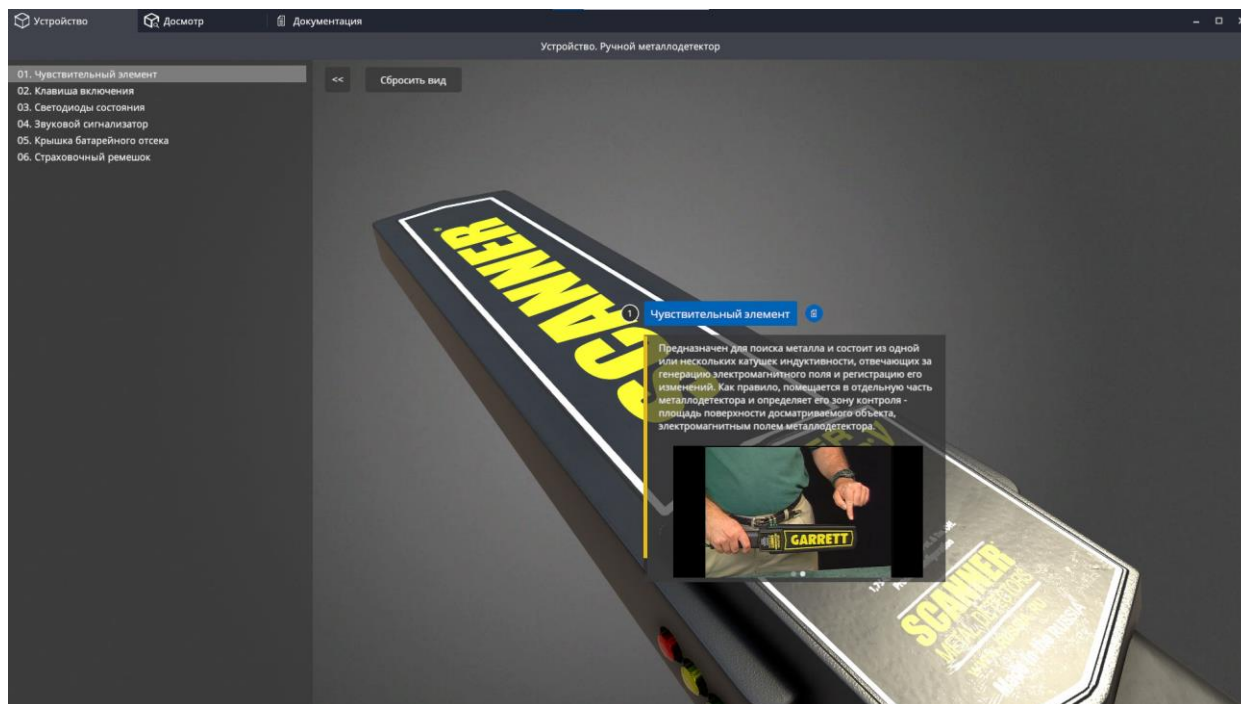 Устройство
Досмотр
Документация
Устройство. Ручной металлодетектор
01. Чувствительный элемент
02. Клавиша включения
03. Светодиоды состояния
04. Звуковой сигнализатор
05. Крышка батарейного отсека
06. Страховочный ремешок
<<
Сбросить вид
SCANNER
1
Чувствительный элемент
Предназначен для поиска металла и состоит из одной
или нескольких катушек индуктивности, отвечающих за
генерацию электромагнитного поля и регистрацию его
изменений. Как правило, помещается в отдельную часть
металлодетектора и определяет его зону контроля -
площадь поверхности досматриваемого объекта,
электромагнитным полем металлодетектора.
GARRETT
SCANNER
METAL DETECTORS
Made in the RUSSIA